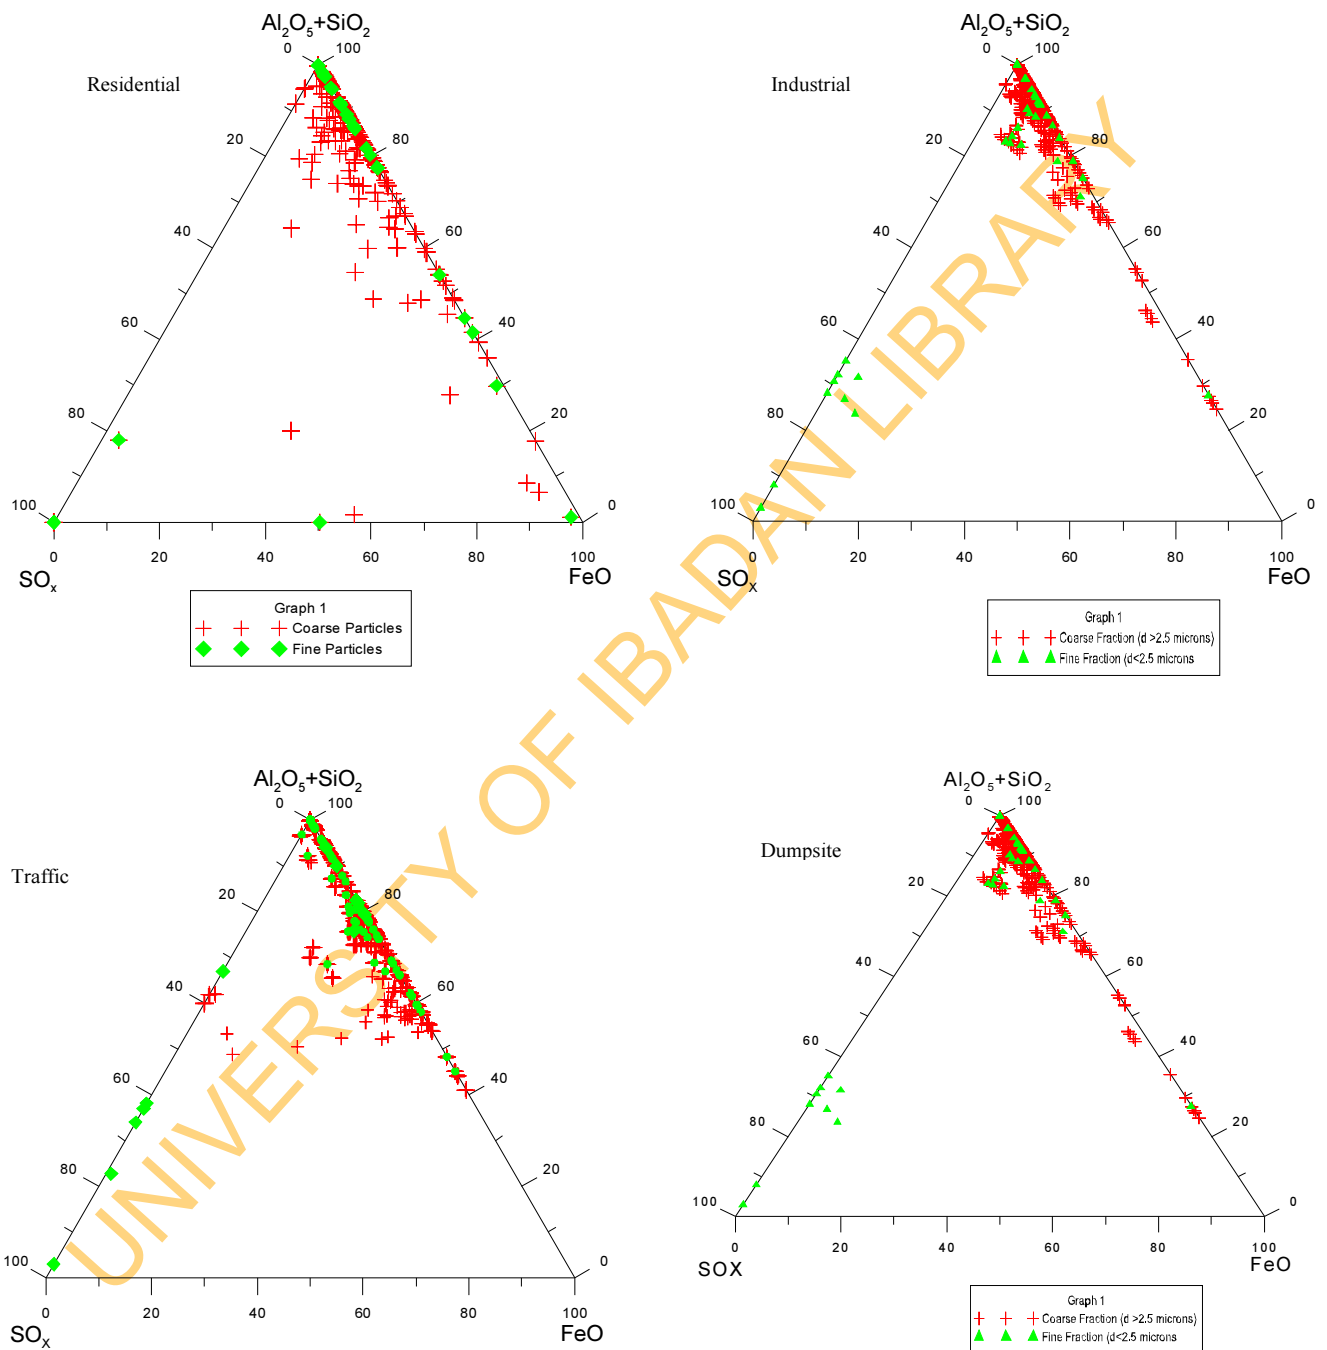 Al₂O₅+SiO₂
0 100
Residential
20
80
40
60
60
40
80
20
100
0
0 20 40 60 80 100
SOₓ
FeO
Graph 1
Coarse Particles
Fine Particles
Al₂O₅+SiO₂
0 100
Industrial
20
80
40
60
60
40
80
20
100
0
0 20 40 60 80 100
SOₓ
FeO
Graph 1
Coarse Fraction (d >2.5 microns)
Fine Fraction (d<2.5 microns
Al₂O₅+SiO₂
0 100
Traffic
20
80
40
60
60
40
80
20
100
0
0 20 40 60 80 100
SOₓ
FeO
Al₂O₅+SiO₂
0 100
Dumpsite
20
80
40
60
60
40
80
20
100
0
0 20 40 60 80 100
SOX
FeO
Graph 1
Coarse Fraction (d >2.5 microns)
Fine Fraction (d<2.5 microns
UNIVERSITY OF IBADAN LIBRARY